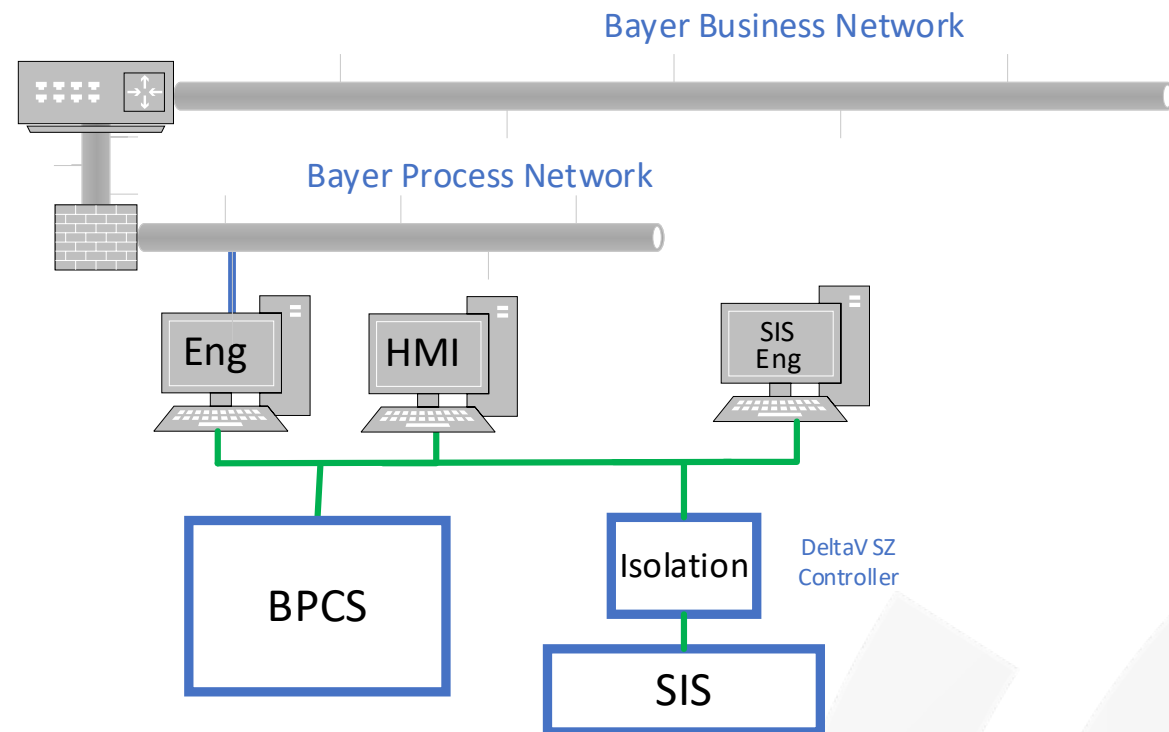 Bayer Business Network
Bayer Process Network
Eng
HMI
SIS
Eng
BPCS
Isolation
DeltaV SZ
Controller
SIS